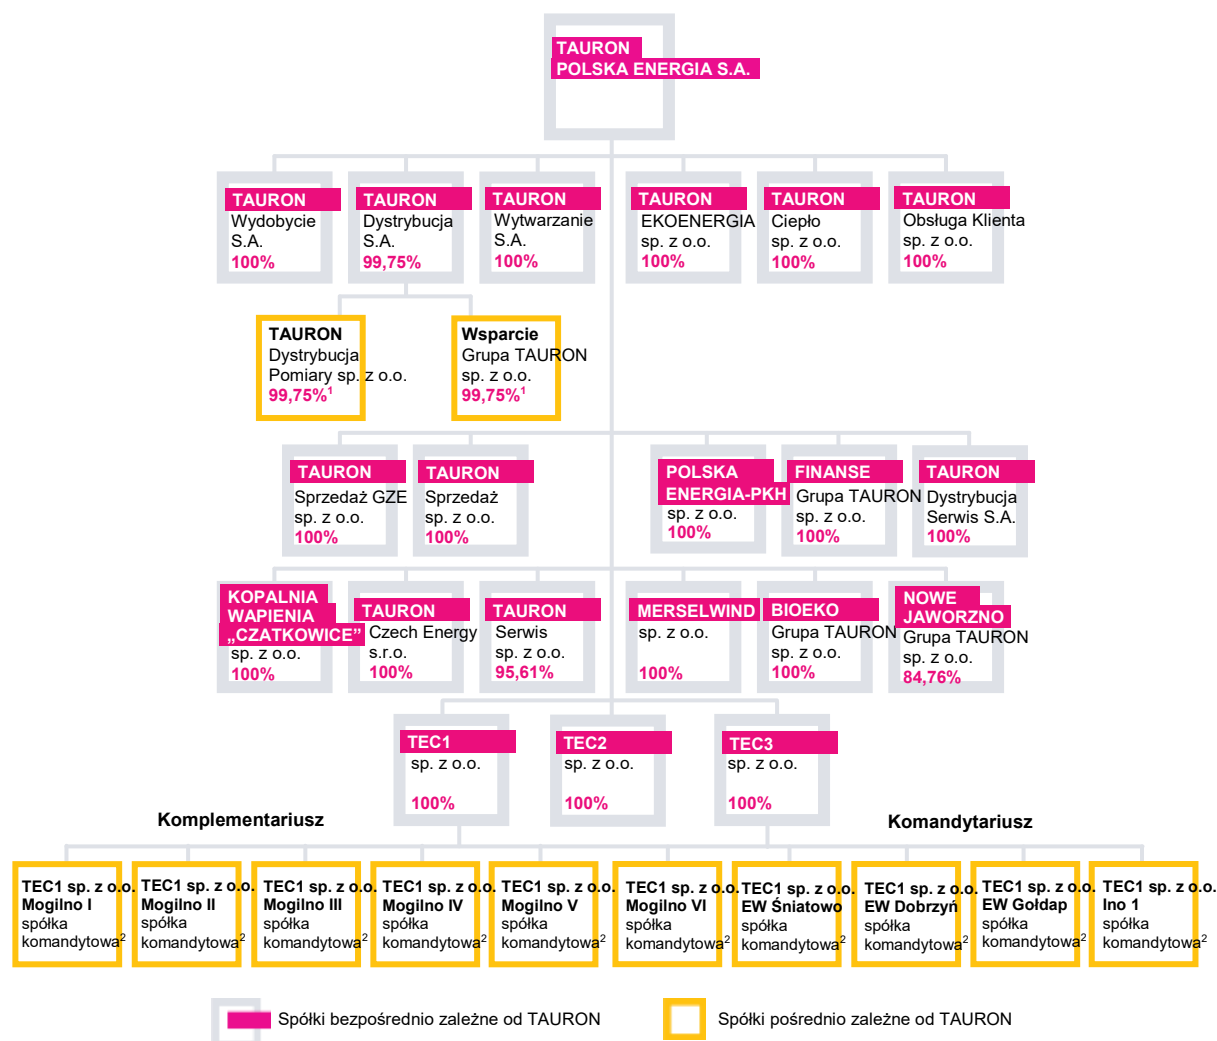 TAURON
POLSKA ENERGIA S.A.
TAURON
Wydobycie
S.A.
100%
TAURON
Dystrybucja
S.A.
99,75%
TAURON
Wytwarzanie
S.A.
100%
TAURON
EKOENERGIA
sp. z o.o.
100%
TAURON
Ciepło
sp. z o.o.
100%
TAURON
Obsługa Klienta
sp. z o.o.
100%
TAURON
Dystrybucja
Pomiary sp. z o.o.
99,75%¹
Wsparcie
Grupa TAURON
sp. z o.o.
99,75%¹
TAURON
Sprzedaż GZE
sp. z o.o.
100%
TAURON
Sprzedaż
sp. z o.o.
100%
POLSKA
ENERGIA-PKH
sp. z o.o.
100%
FINANSE
Grupa TAURON
sp. z o.o.
100%
TAURON
Dystrybucja
Serwis S.A.
100%
KOPALNIA
WAPIENIA
„CZATKOWICE”
sp. z o.o.
100%
TAURON
Czech Energy
s.r.o.
100%
TAURON
Serwis
sp. z o.o.
95,61%
MERSELWIND
sp. z o.o.
100%
BIOEKO
Grupa TAURON
sp. z o.o.
100%
NOWE
JAWORZNO
Grupa TAURON
sp. z o.o.
84,76%
TEC1
sp. z o.o.
100%
TEC2
sp. z o.o.
100%
TEC3
sp. z o.o.
100%
Komplementariusz
Komandytariusz
TEC1 sp. z o.o.
Mogilno I
spółka
komandytowa²
TEC1 sp. z o.o.
Mogilno II
spółka
komandytowa²
TEC1 sp. z o.o.
Mogilno III
spółka
komandytowa²
TEC1 sp. z o.o.
Mogilno IV
spółka
komandytowa²
TEC1 sp. z o.o.
Mogilno V
spółka
komandytowa²
TEC1 sp. z o.o.
Mogilno VI
spółka
komandytowa²
TEC1 sp. z o.o.
EW Śniatowo
spółka
komandytowa²
TEC1 sp. z o.o.
EW Dobrzyń
spółka
komandytowa²
TEC1 sp. z o.o.
EW Gołdap
spółka
komandytowa²
TEC1 sp. z o.o.
Ino 1
spółka
komandytowa²
Spółki bezpośrednio zależne od TAURON
Spółki pośrednio zależne od TAURON